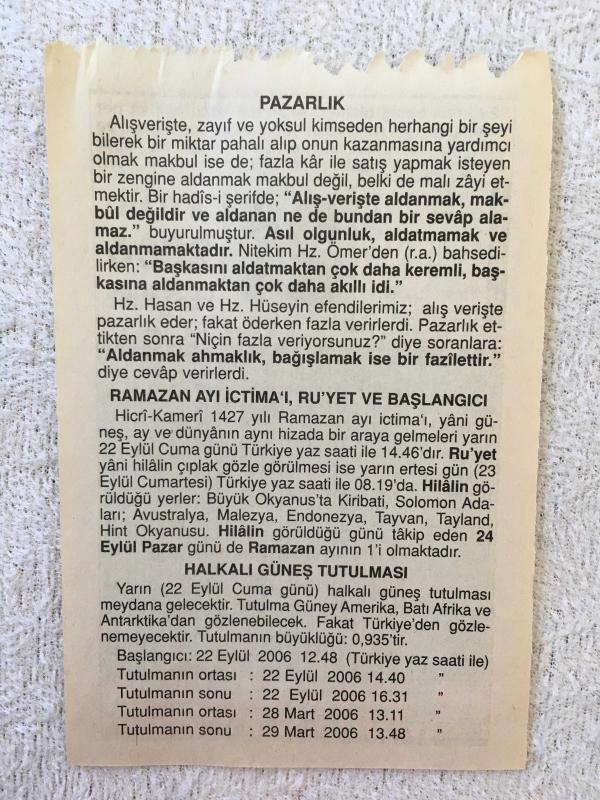 PAZARLIK
Alışverişte, zayıf ve yoksul kimseden herhangi bir şeyi
bilerek bir miktar pahalı alıp onun kazanmasına yardımcı
olmak makbul ise de; fazla kâr ile satış yapmak isteyen
bir zengine aldanmak makbul değil, belki de malı zâyi et-
mektir. Bir hadîs-i şerifde; “Alış-verişte aldanmak, mak-
bûl değildir ve aldanan ne de bundan bir sevâp ala-
maz.” buyurulmuştur. Asıl olgunluk, aldatmamak ve
aldanmamaktadır. Nitekim Hz. Ömer’den (r.a.) bahsedi-
lirken: “Başkasını aldatmaktan çok daha keremli, baş-
kasına aldanmaktan çok daha akıllı idi.”
Hz. Hasan ve Hz. Hüseyin efendilerimiz; alış verişte
pazarlık eder; fakat öderken fazla verirlerdi. Pazarlık et-
tikten sonra “Niçin fazla veriyorsunuz?” diye soranlara:
“Aldanmak ahmaklık, bağışlamak ise bir fazîlettir.”
diye cevâp verirlerdi.
RAMAZAN AYI İCTİMA‘I, RU’YET VE BAŞLANGICI
Hicrî-Kamerî 1427 yılı Ramazan ayı ictima‘ı, yâni gü-
neş, ay ve dünyânın aynı hizada bir araya gelmeleri yarın
22 Eylül Cuma günü Türkiye yaz saati ile 14.46’dır. Ru’yet
yâni hilâlin çıplak gözle görülmesi ise yarın ertesi gün (23
Eylül Cumartesi) Türkiye yaz saati ile 08.19’da. Hilâlin gö-
rüldüğü yerler: Büyük Okyanus’ta Kiribati, Solomon Ada-
ları; Avustralya, Malezya, Endonezya, Tayvan, Tayland,
Hint Okyanusu. Hilâlin görüldüğü günü tâkip eden 24
Eylül Pazar günü de Ramazan ayının 1’i olmaktadır.
HALKALI GÜNEŞ TUTULMASI
Yarın (22 Eylül Cuma günü) halkalı güneş tutulması
meydana gelecektir. Tutulma Güney Amerika, Batı Afrika ve
Antarktika’dan gözlenebilecek. Fakat Türkiye’den gözle-
nemeyecektir. Tutulmanın büyüklüğü: 0,935’tir.
Başlangıcı: 22 Eylül 2006 12.48 (Türkiye yaz saati ile)
Tutulmanın ortası : 22 Eylül 2006 14.40 ”
Tutulmanın sonu : 22 Eylül 2006 16.31 ”
Tutulmanın ortası : 28 Mart 2006 13.11 ”
Tutulmanın sonu : 29 Mart 2006 13.48 ”